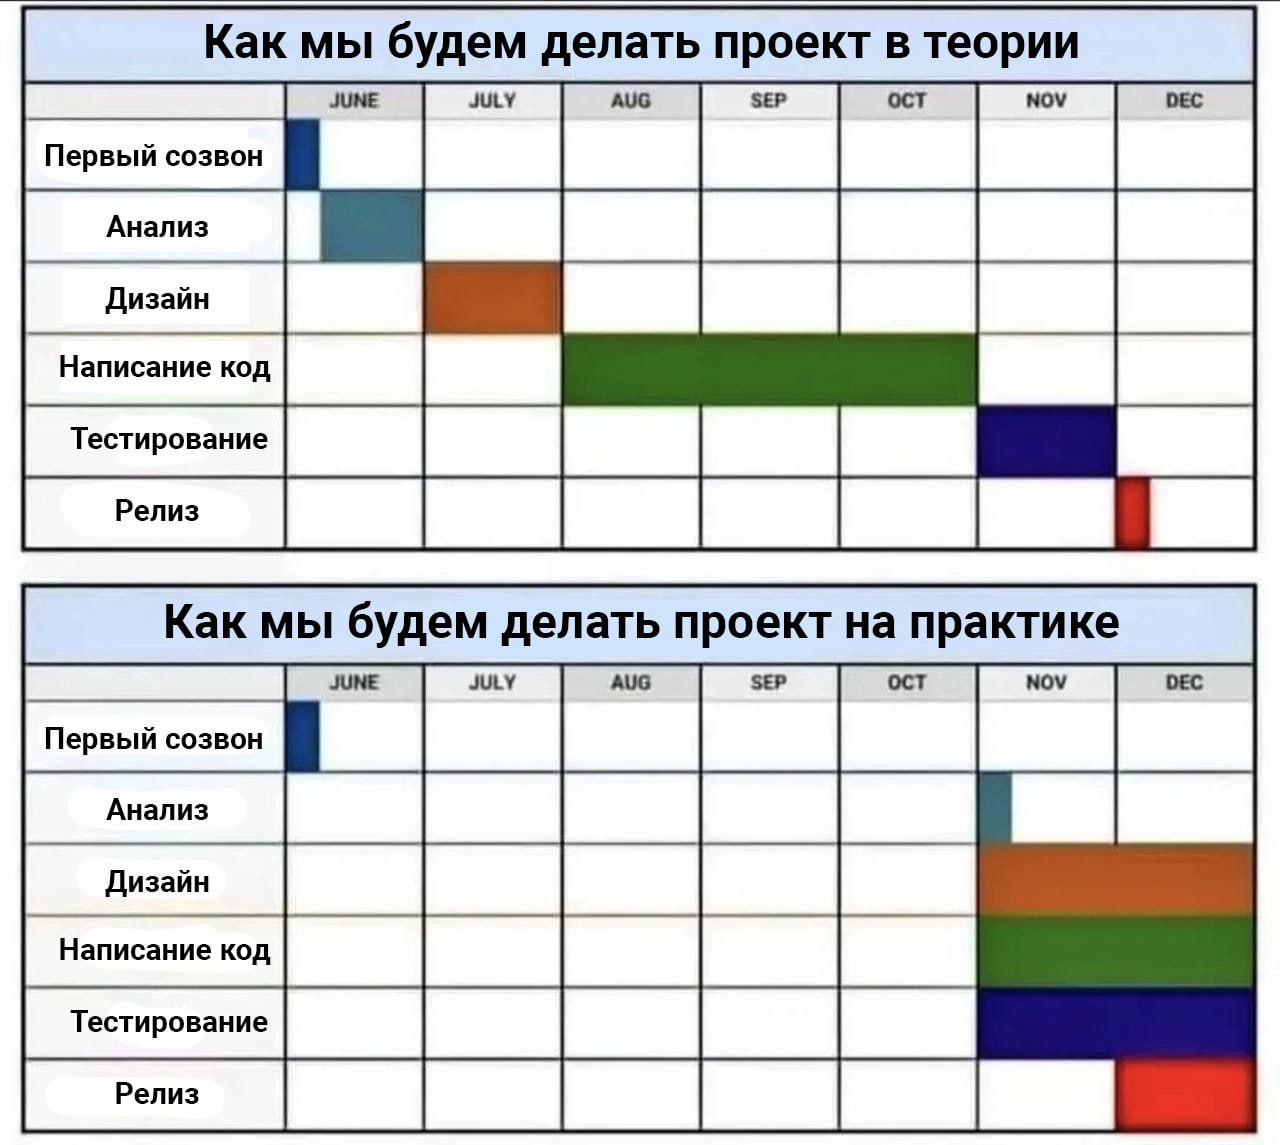 Как мы будем делать проект в теории
JUNE JULY AUG SEP OCT NOV DEC
Первый созвон
Анализ
Дизайн
Написание код
Тестирование
Релиз
Как мы будем делать проект на практике
JUNE JULY AUG SEP OCT NOV DEC
Первый созвон
Анализ
Дизайн
Написание код
Тестирование
Релиз